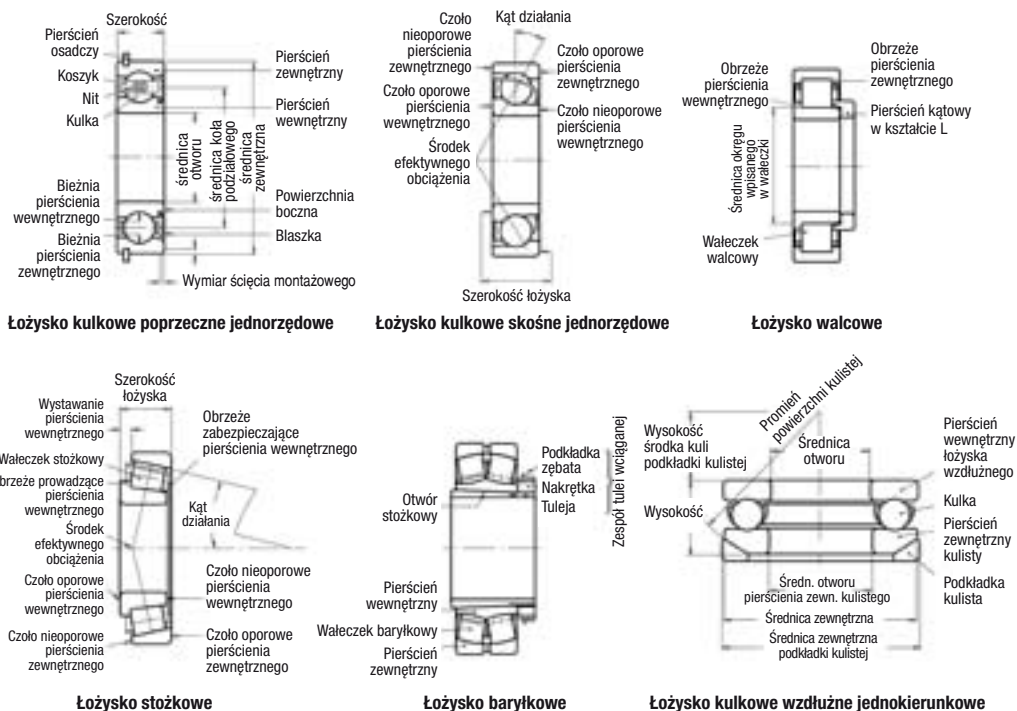 Szerokość
Pierścień
osadczy
Koszyk
Nit
Kulka
Bieżnia
pierścienia
wewnętrznego
Bieżnia
pierścienia
zewnętrznego
średnica
otworu
średnica koła
podziałowego
średnica
zewnętrzna
Pierścień
zewnętrzny
Pierścień
wewnętrzny
Powierzchnia
boczna
Blaszka
Wymiar ścięcia montażowego
Łożysko kulkowe poprzeczne jednorzędowe
Czoło
nieoporowe
pierścienia
zewnętrznego
Kąt działania
Czoło oporowe
pierścienia
wewnętrznego
Środek
efektywnego
obciążenia
Czoło oporowe
pierścienia
zewnętrznego
Czoło nieoporowe
pierścienia
wewnętrznego
Szerokość łożyska
Łożysko kulkowe skośne jednorzędowe
Obrzeże
pierścienia
wewnętrznego
Obrzeże
pierścienia
zewnętrznego
Pierścień kątowy
w kształcie L
Średnica okręgu
wpisanego
w wałeczki
Wałeczek
walcowy
Łożysko walcowe
Szerokość
łożyska
Wystawanie
pierścienia
wewnętrznego
Wałeczek stożkowy
brzeże prowadzące
pierścienia
wewnętrznego
Środek
efektywnego
obciążenia
Czoło oporowe
pierścienia
wewnętrznego
Czoło nieoporowe
pierścienia
zewnętrznego
Obrzeże
zabezpieczające
pierścienia wewnętrznego
Kąt
działania
Czoło nieoporowe
pierścienia
wewnętrznego
Czoło oporowe
pierścienia
zewnętrznego
Łożysko stożkowe
Otwór
stożkowy
Podkładka
zębata
Nakrętka
Tuleja
Zespół tulei wciąganej
Pierścień
wewnętrzny
Wałeczek baryłkowy
Pierścień
zewnętrzny
Łożysko baryłkowe
Promień
powierzchni kulistej
Wysokość
środka kuli
podkładki kulistej
Średnica
otworu
Wysokość
Pierścień
wewnętrzny
łożyska
wzdłużnego
Kulka
Pierścień
zewnętrzny
kulisty
Podkładka
kulista
Średn. otworu
pierścienia zewn. kulistego
Średnica zewnętrzna
Średnica zewnętrzna
podkładki kulistej
Łożysko kulkowe wzdłużne jednokierunkowe